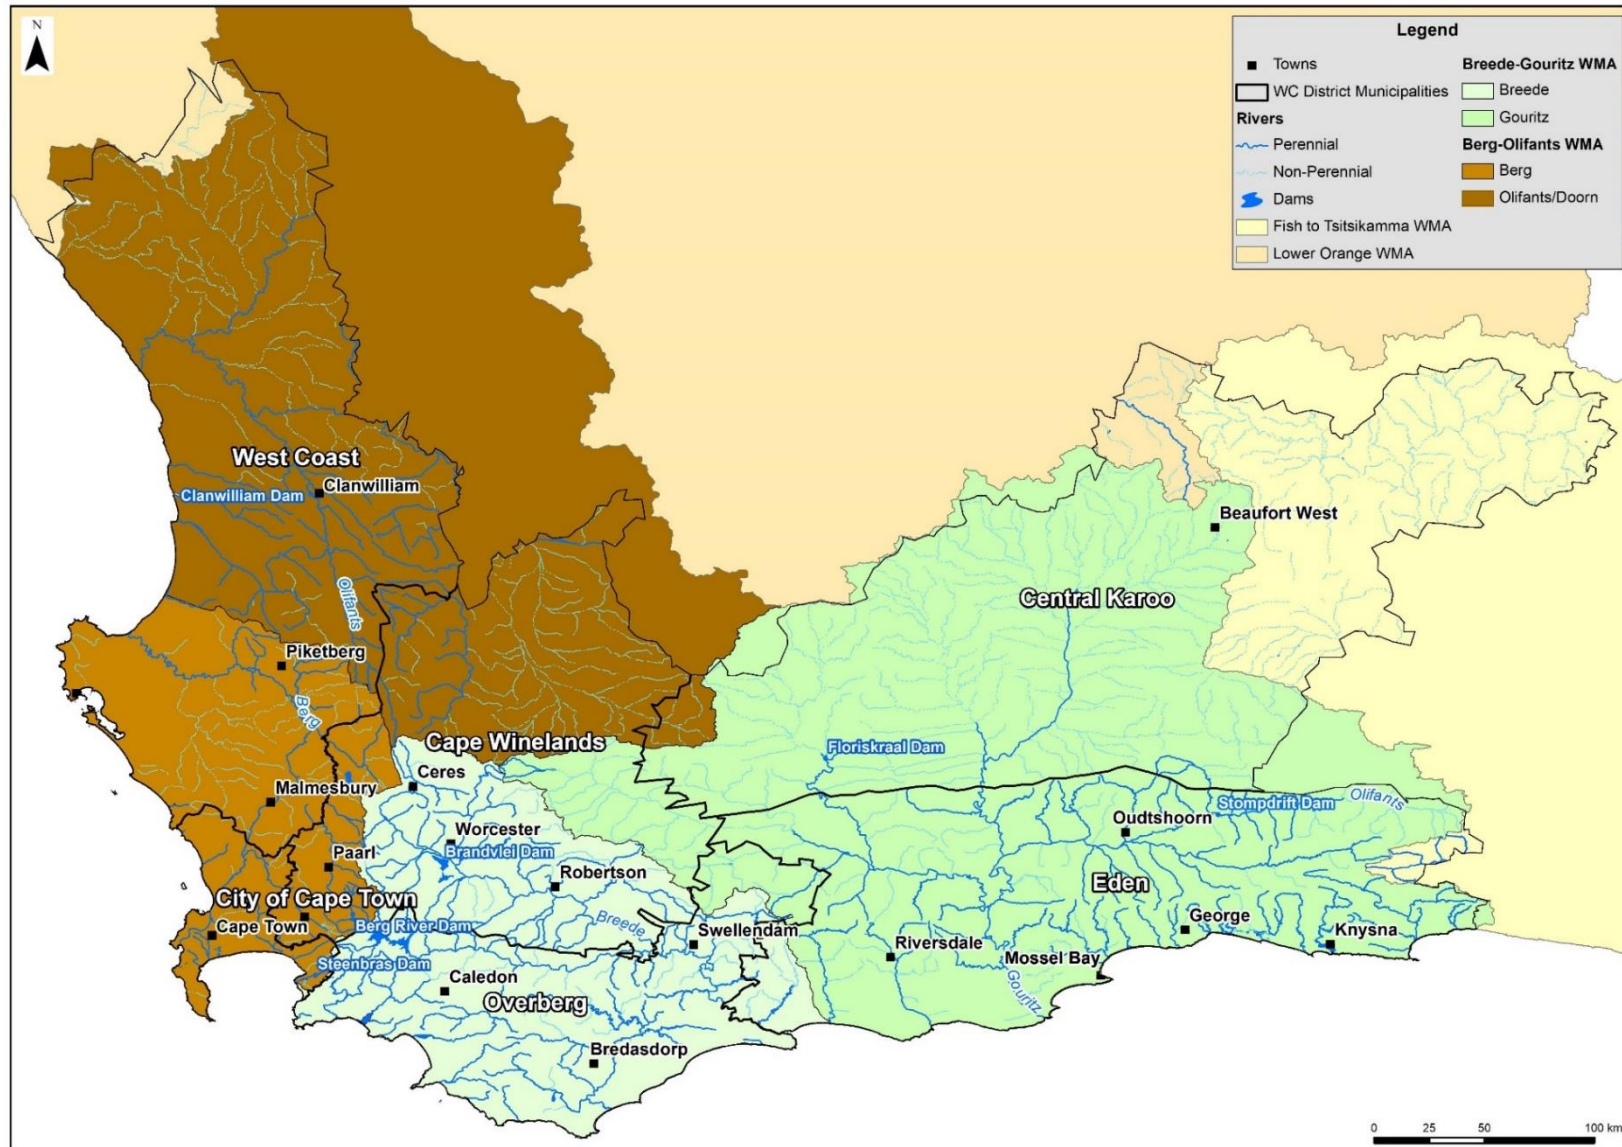 N
Legend
Towns
WC District Municipalities
Rivers
Perennial
Non-Perennial
Dams
Fish to Tsitsikamma WMA
Lower Orange WMA
Breede-Gouritz WMA
Breede
Gouritz
Berg-Olifants WMA
Berg
Olifants/Doorn
West Coast
Clanwilliam
Clanwilliam Dam
Beaufort West
Olifants
Central Karoo
Piketberg
Berg
Cape Winelands
Floriskraal Dam
Ceres
Malmesbury
Stompdrift Dam
Olifants
Worcester
Oudtshoorn
Brandvlei Dam
Paarl
Robertson
Eden
City of Cape Town
Cape Town
Berg River Dam
Breede
Swellendam
George
Knysna
Riversdale
Steenbras Dam
Mossel Bay
Caledon
Overberg
Gouritz
Bredasdorp
0 25 50 100 km